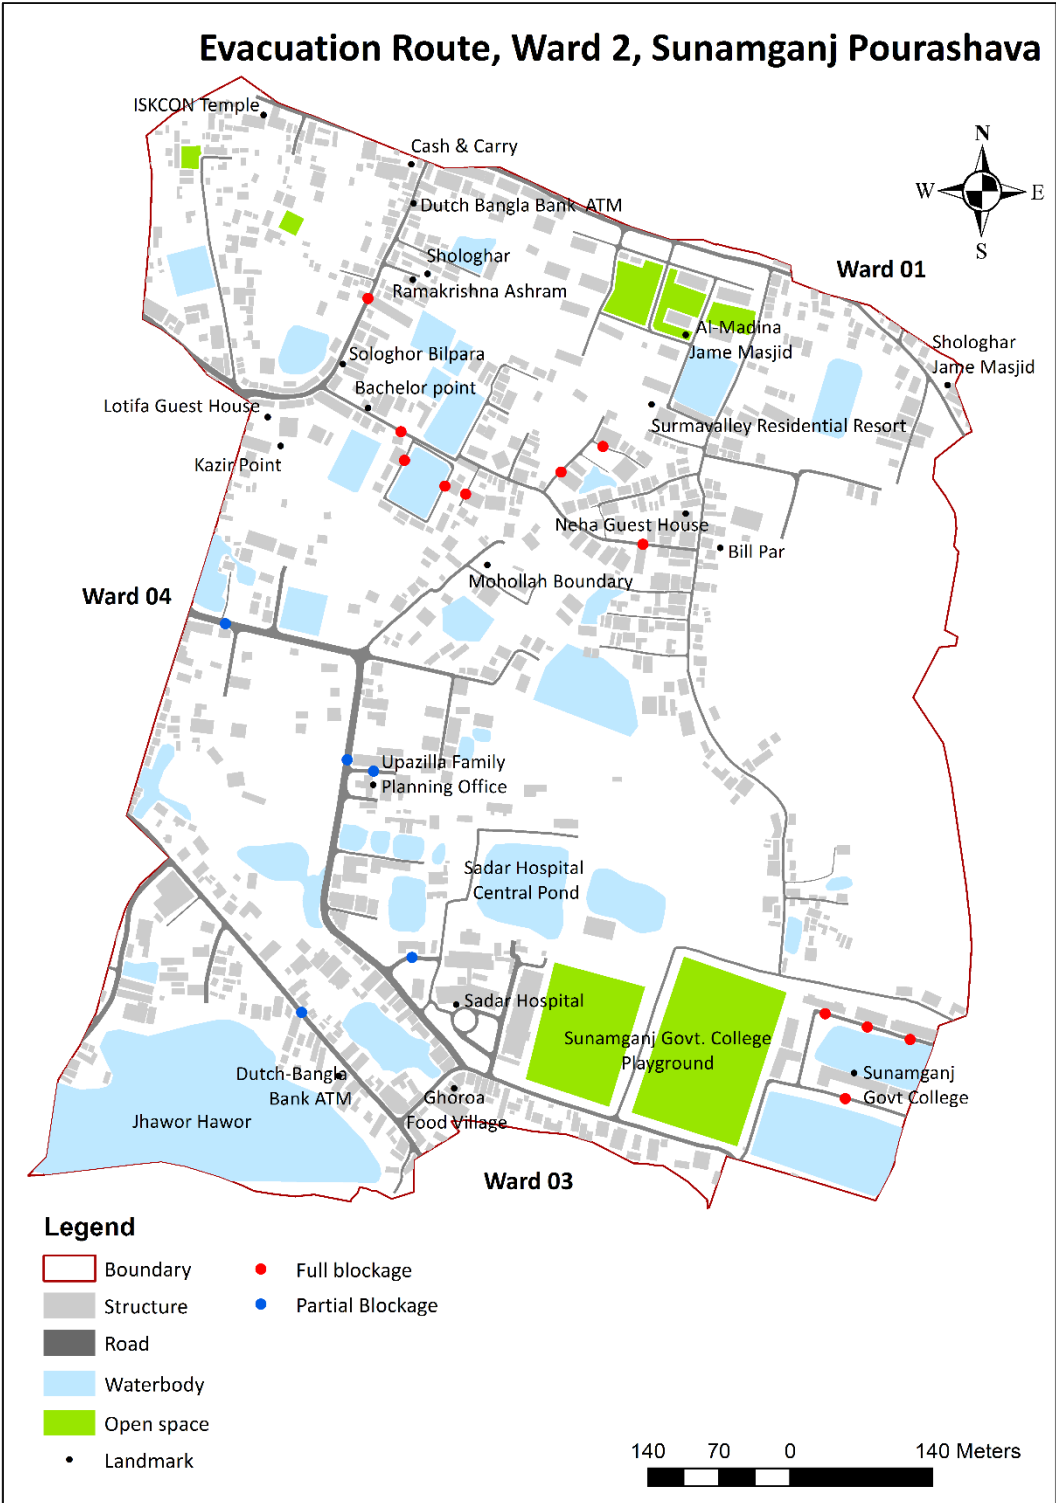 Evacuation Route, Ward 2, Sunamganj Pourashava
ISKCON Temple
N
W
E
S
Cash & Carry
Dutch Bangla Bank ATM
Shologhar
Ramakrishna Ashram
Ward 01
Al-Madina
Jame Masjid
Shologhar
Jame Masjid
Sologhor Bilpara
Bachelor point
Lotifa Guest House
Surmavalley Residential Resort
Kazir Point
Neha Guest House
Bill Par
Mohollah Boundary
Ward 04
Upazilla Family
Planning Office
Sadar Hospital
Central Pond
Sadar Hospital
Sunamganj Govt. College
Playground
Sunamganj
Govt College
Dutch-Bangla
Bank ATM
Ghoroa
Food Village
Jhawor Hawor
Ward 03
Legend
Boundary
Structure
Road
Waterbody
Open space
Landmark
Full blockage
Partial Blockage
140 70 0 140 Meters